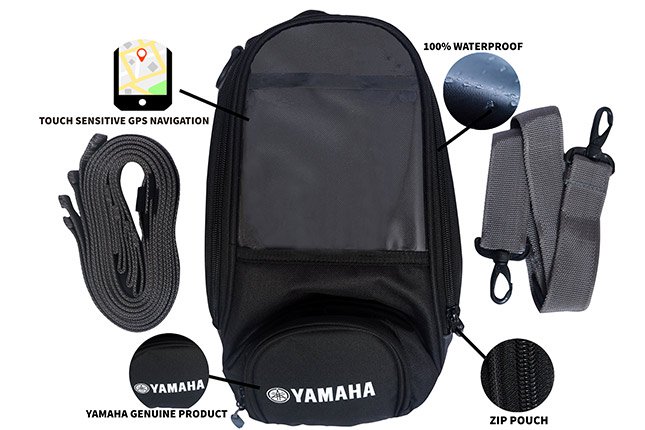 100% WATERPROOF
TOUCH SENSITIVE GPS NAVIGATION
YAMAHA
YAMAHA
YAMAHA GENUINE PRODUCT
ZIP POUCH